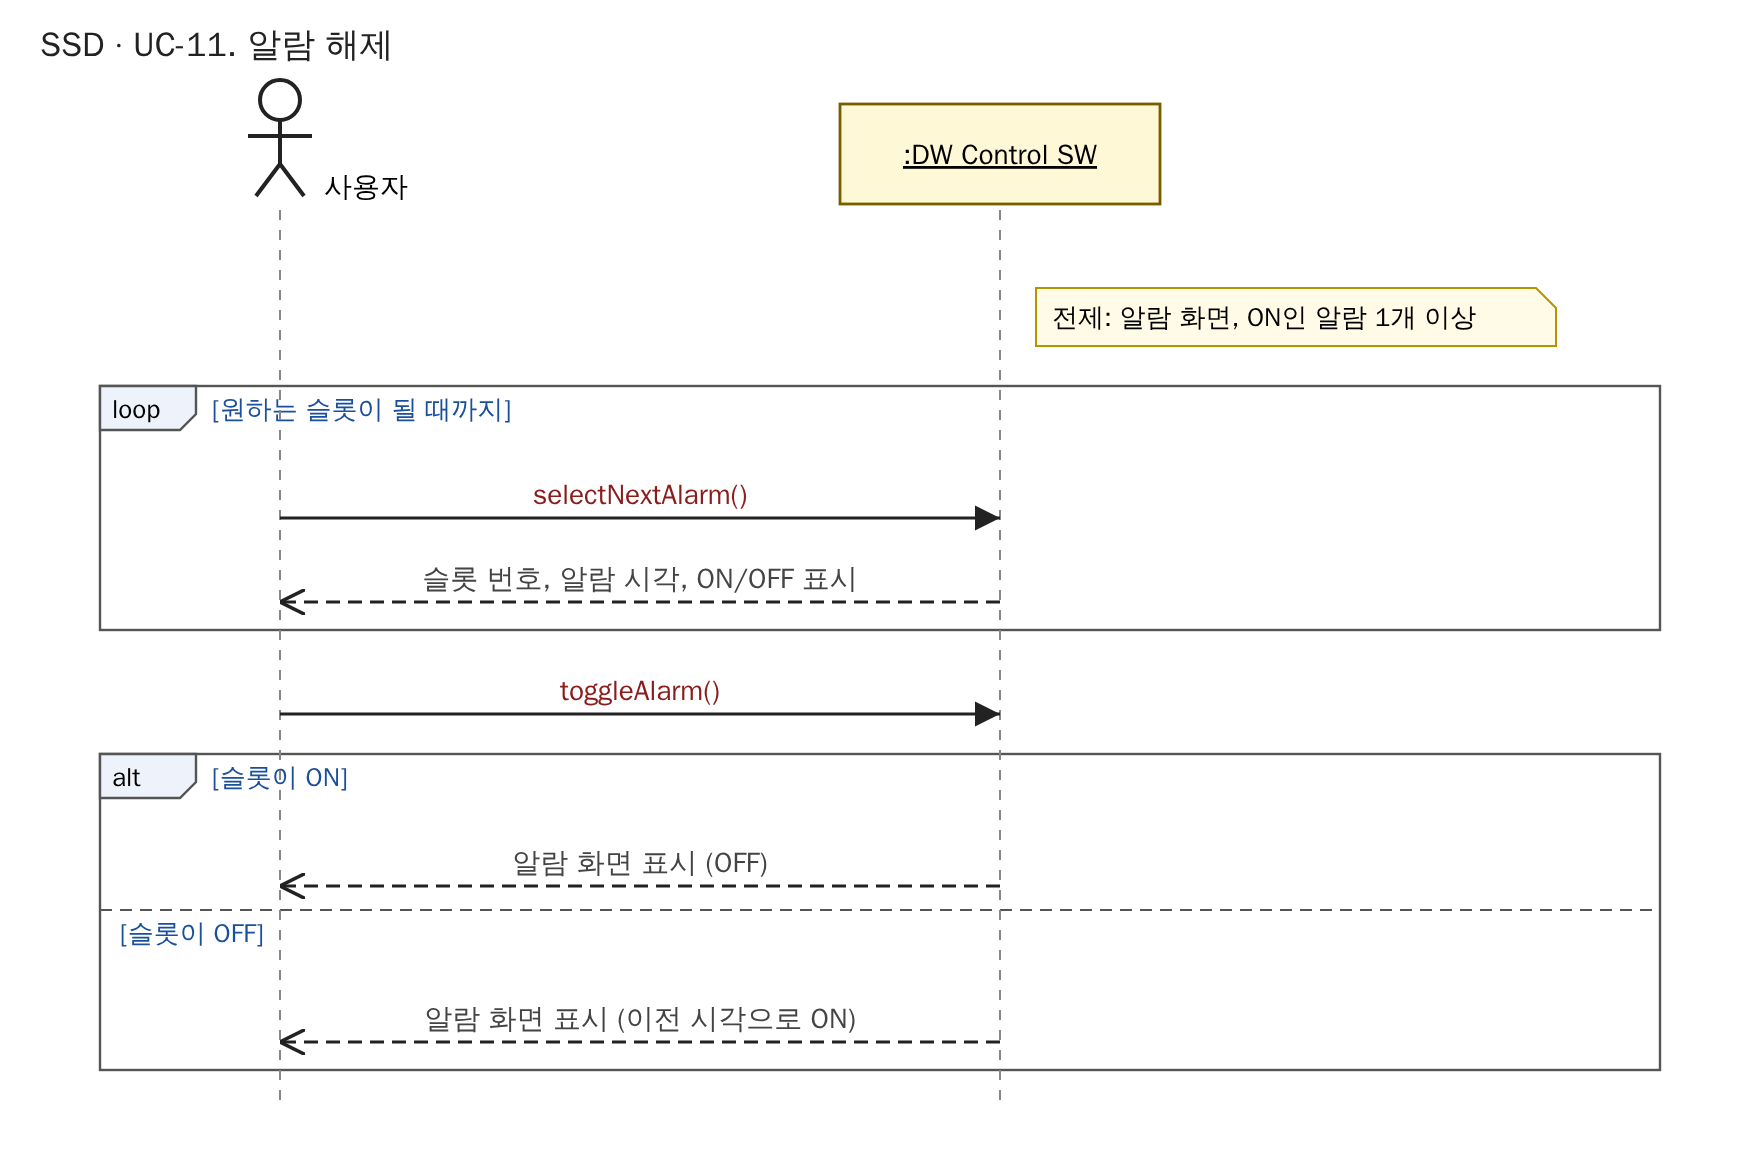 SSD · UC-11. 알람 해제
사용자
:DW Control SW
전제: 알람 화면, ON인 알람 1개 이상
loop
[원하는 슬롯이 될 때까지]
selectNextAlarm()
슬롯 번호, 알람 시각, ON/OFF 표시
toggleAlarm()
alt
[슬롯이 ON]
알람 화면 표시 (OFF)
[슬롯이 OFF]
알람 화면 표시 (이전 시각으로 ON)